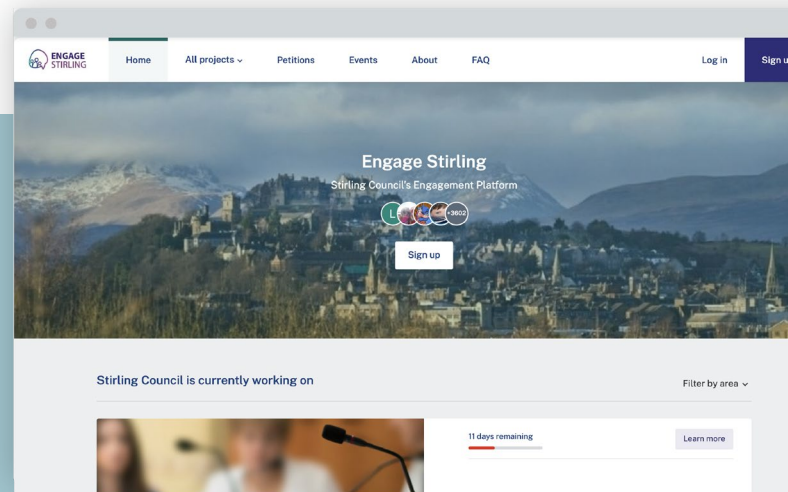 ENGAGE
STIRLING
Home
All projects
Petitions
Events
About
FAQ
Log in
Sign u
Engage Stirling
Stirling Council's Engagement Platform
L
+3602
Sign up
Stirling Council is currently working on
Filter by area
11 days remaining
Learn more